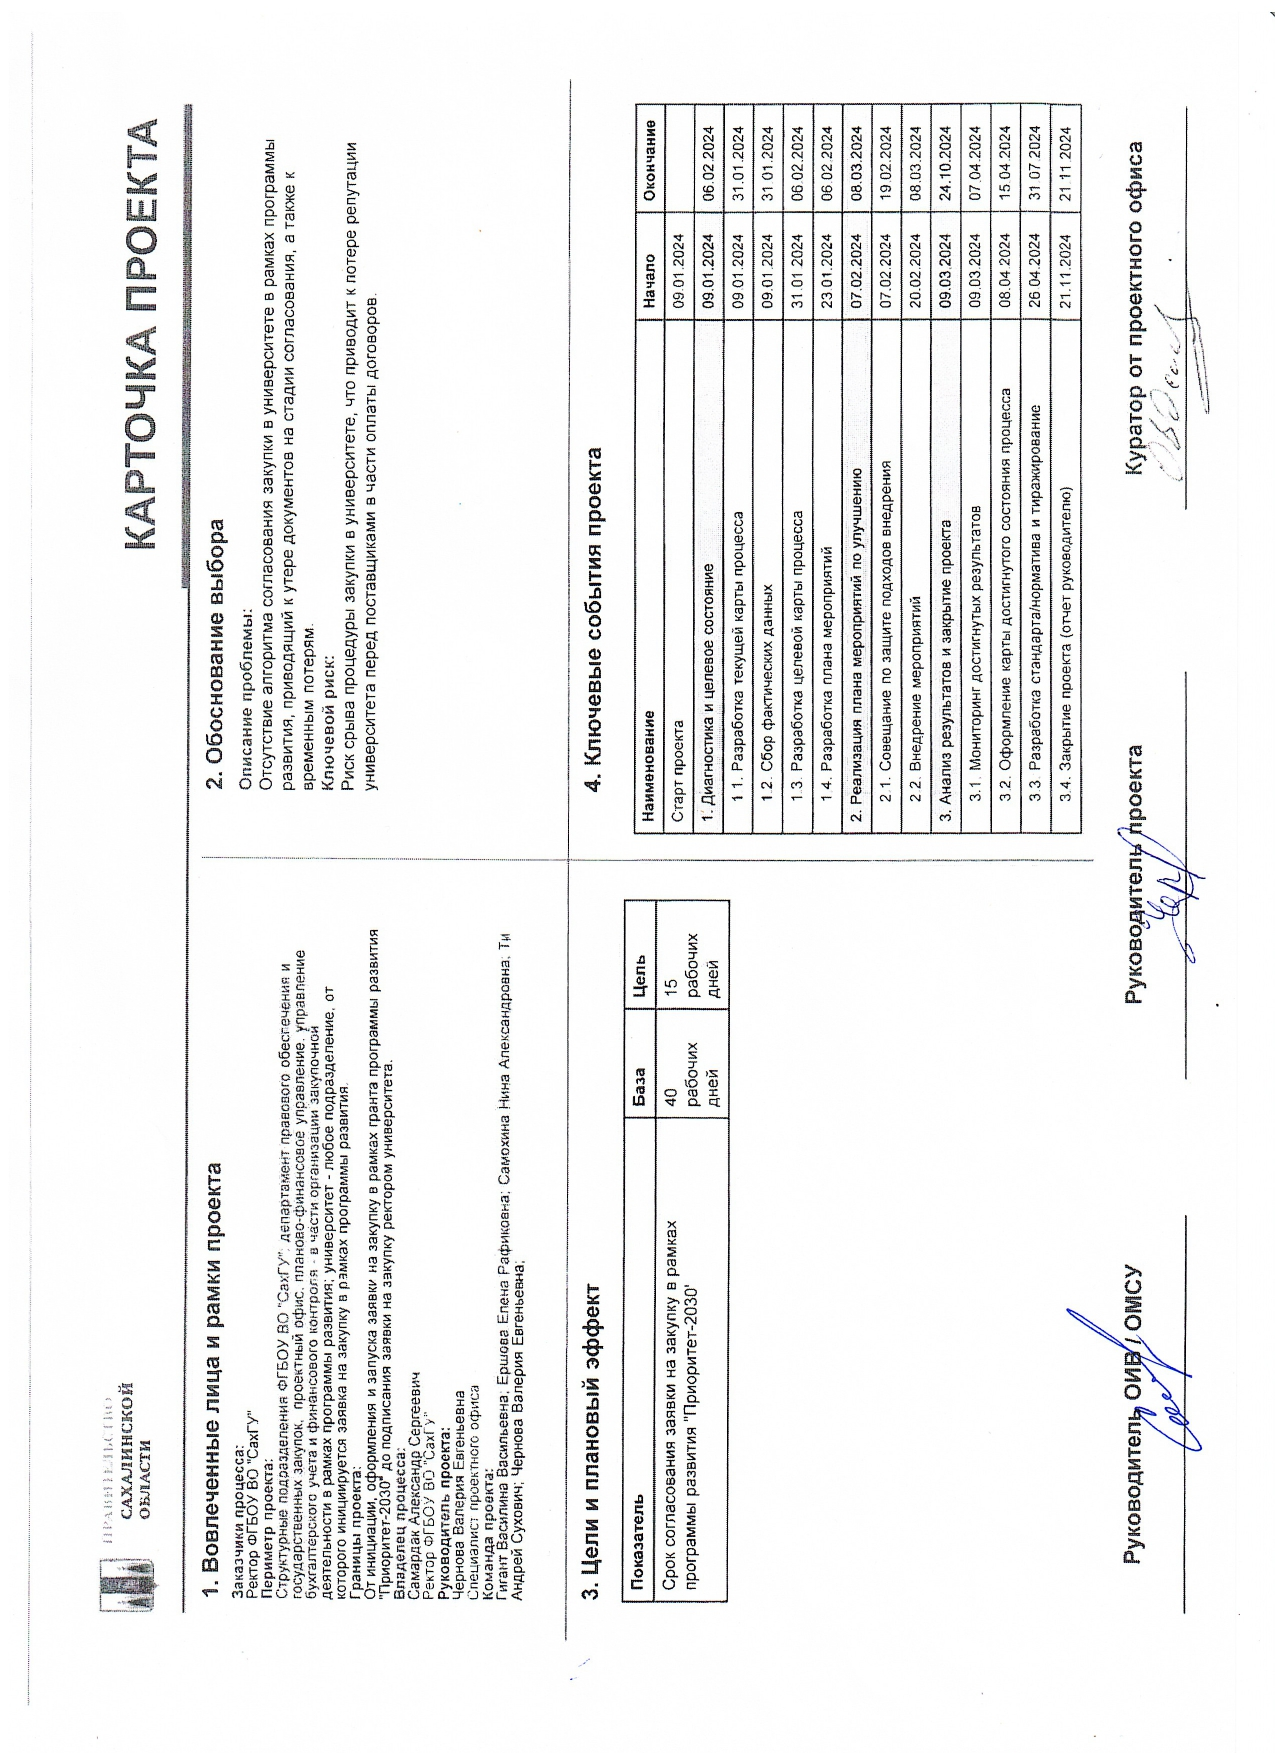 ПРАВИТЕЛЬСТВО
САХАЛИНСКОЙ
ОБЛАСТИ
КАРТОЧКА ПРОЕКТА
1. Вовлеченные лица и рамки проекта
Заказчики процесса:
Ректор ФГБОУ ВО "СахГУ"
Периметр проекта:
Структурные подразделения ФГБОУ ВО "СахГУ": департамент правового обеспечения и
государственных закупок, проектный офис, планово-финансовое управление, управление
бухгалтерского учета и финансового контроля - в части организации закупочной
деятельности в рамках программы развития; университет - любое подразделение, от
которого инициируется заявка на закупку в рамках программы развития.
Границы проекта:
От инициации, оформления и запуска заявки на закупку в рамках гранта программы развития
"Приоритет-2030" до подписания заявки на закупку ректором университета.
Владелец процесса:
Самардак Александр Сергеевич
Ректор ФГБОУ ВО "СахГУ"
Руководитель проекта:
Чернова Валерия Евгеньевна
Специалист проектного офиса
Команда проекта:
Гигант Василина Васильевна; Ершова Елена Рафиковна; Самохина Нина Александровна; Ти
Андрей Сухович; Чернова Валерия Евгеньевна;
2. Обоснование выбора
Описание проблемы:
Отсутствие алгоритма согласования закупки в университете в рамках программы
развития, приводящий к утере документов на стадии согласования, а также к
временным потерям.
Ключевой риск:
Риск срыва процедуры закупки в университете, что приводит к потере репутации
университета перед поставщиками в части оплаты договоров.
3. Цели и плановый эффект
Показатель База Цель
Срок согласования заявки на закупку в рамках 40 15
программы развития "Приоритет-2030" рабочих рабочих
дней дней
4. Ключевые события проекта
Наименование Начало Окончание
Старт проекта 09.01.2024
1. Диагностика и целевое состояние 09.01.2024 06.02.2024
1 1. Разработка текущей карты процесса 09 01.2024 31.01.2024
1 2. Сбор фактических данных 09.01.2024 31 01.2024
1.3. Разработка целевой карты процесса 31.01 2024 06.02.2024
1 4. Разработка плана мероприятий 23.01.2024 06.02.2024
2. Реализация плана мероприятий по улучшению 07.02.2024 08.03.2024
2.1. Совещание по защите подходов внедрения 07.02.2024 19.02.2024
2.2. Внедрение мероприятий 20.02.2024 08.03.2024
3. Анализ результатов и закрытие проекта 09.03.2024 24.10.2024
3.1. Мониторинг достигнутых результатов 09.03.2024 07.04.2024
3 2. Оформление карты достигнутого состояния процесса 08.04.2024 15.04.2024
3 3. Разработка стандарта/норматива и тиражирование 26 04.2024 31 07.2024
3.4. Закрытие проекта (отчет руководителю) 21.11.2024 21 11 2024
Руководитель ОИВ / ОМСУ Руководитель проекта Куратор от проектного офиса